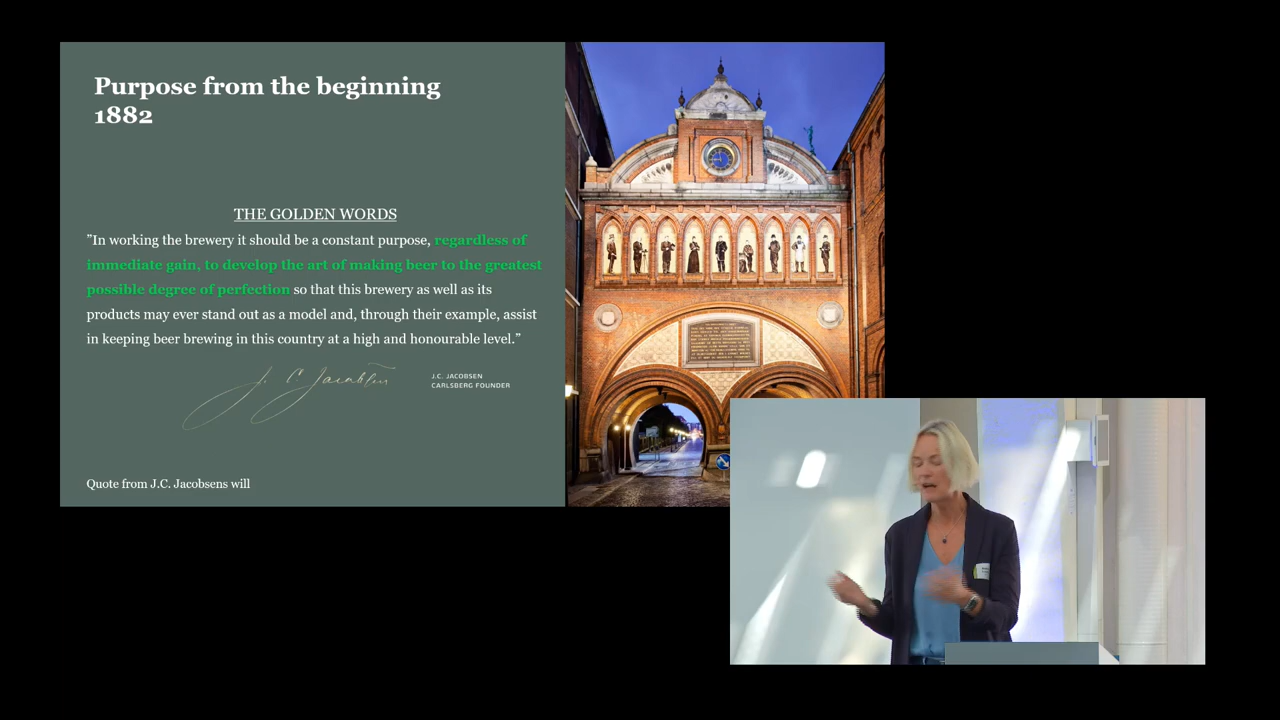 Purpose from the beginning
1882
THE GOLDEN WORDS
”In working the brewery it should be a constant purpose, regardless of
immediate gain, to develop the art of making beer to the greatest
possible degree of perfection so that this brewery as well as its
products may ever stand out as a model and, through their example, assist
in keeping beer brewing in this country at a high and honourable level.”
J. C. Jacobsen
J.C. JACOBSEN
CARLSBERG FOUNDER
Quote from J.C. Jacobsens will